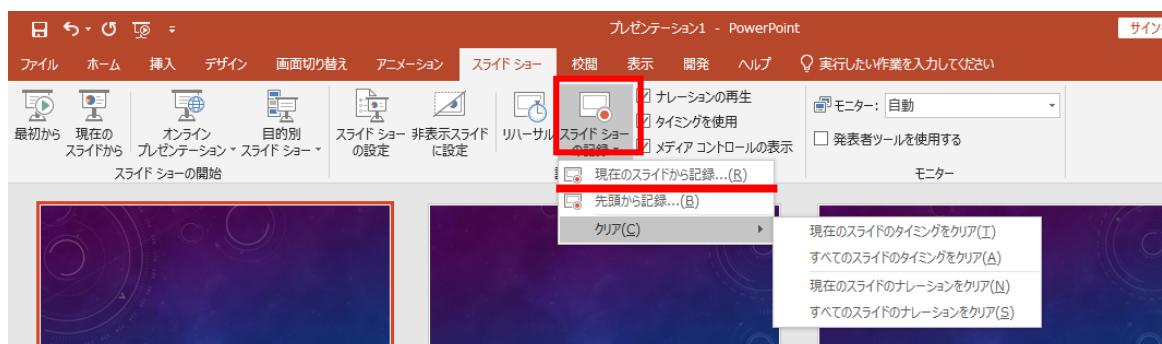 プレゼンテーション1 - PowerPoint
サイン
ファイル ホーム 挿入 デザイン 画面切り替え アニメーション スライド ショー 校閲 表示 開発 ヘルプ 実行したい作業を入力してください
最初から
現在の
スライドから
オンライン
プレゼンテーション
目的別
スライド ショー
スライド ショー
の設定
非表示スライド
に設定
リハーサル
スライド ショー
の記録
ナレーションの再生
タイミングを使用
メディア コントロールの表示
モニター: 自動
発表者ツールを使用する
スライド ショーの開始
モニター
現在のスライドから記録...(R)
先頭から記録...(B)
クリア(C)
現在のスライドのタイミングをクリア(T)
すべてのスライドのタイミングをクリア(A)
現在のスライドのナレーションをクリア(N)
すべてのスライドのナレーションをクリア(S)